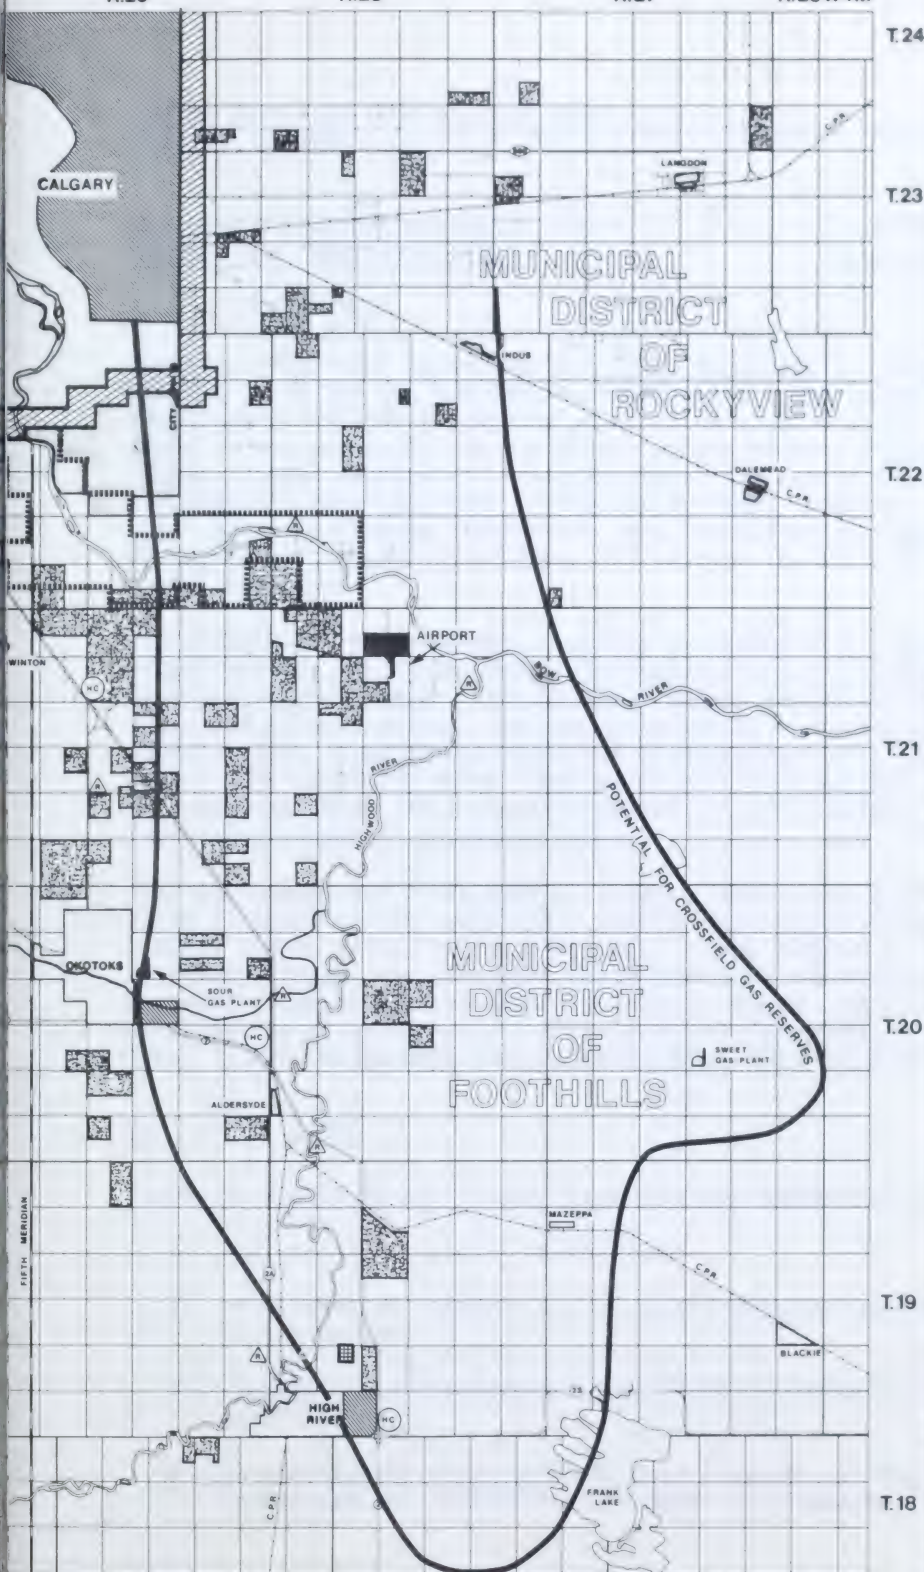 T.24
C.P.R.
LANGDON
CALGARY
T.23
MUNICIPAL
DISTRICT
OF
ROCKYVIEW
INDUS
CITY
DALEMEAD
C.P.R.
T.22
R
AIRPORT
WINTON
HC
R
BOW
RIVER
T.21
R
RIVER
HIGHWOOD
POTENTIAL FOR CROSSFIELD GAS RESERVES
MUNICIPAL
DISTRICT
OF
FOOTHILLS
OKOTOKS
SOUR
GAS PLANT
R
HC
T.20
SWEET
GAS PLANT
ALDERSYDE
R
FIFTH MERIDIAN
MAZEPPA
C.P.R.
2A
T.19
BLACKIE
R
HIGH
RIVER
HC
FRANK
LAKE
T.18
C.P.R.